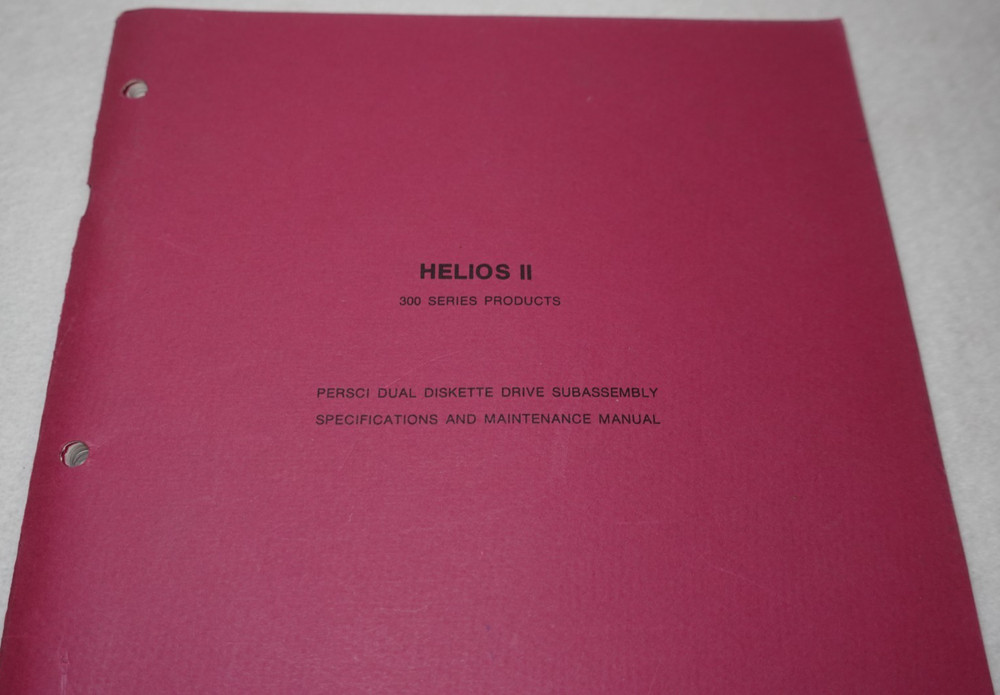 HELIOS II
300 SERIES PRODUCTS
PERSCI DUAL DISKETTE DRIVE SUBASSEMBLY
SPECIFICATIONS AND MAINTENANCE MANUAL